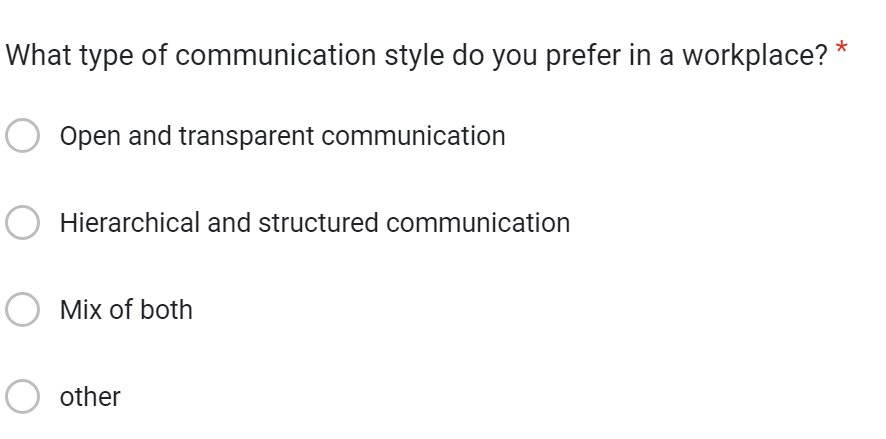 What type of communication style do you prefer in a workplace? *
Open and transparent communication
Hierarchical and structured communication
Mix of both
other